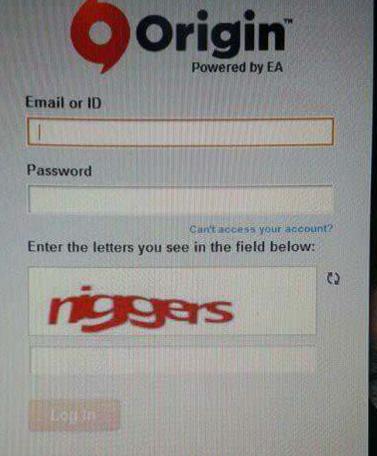 Origin™
Powered by EA
Email or ID
Password
Can't access your account?
Enter the letters you see in the field below:
niggers
Log In